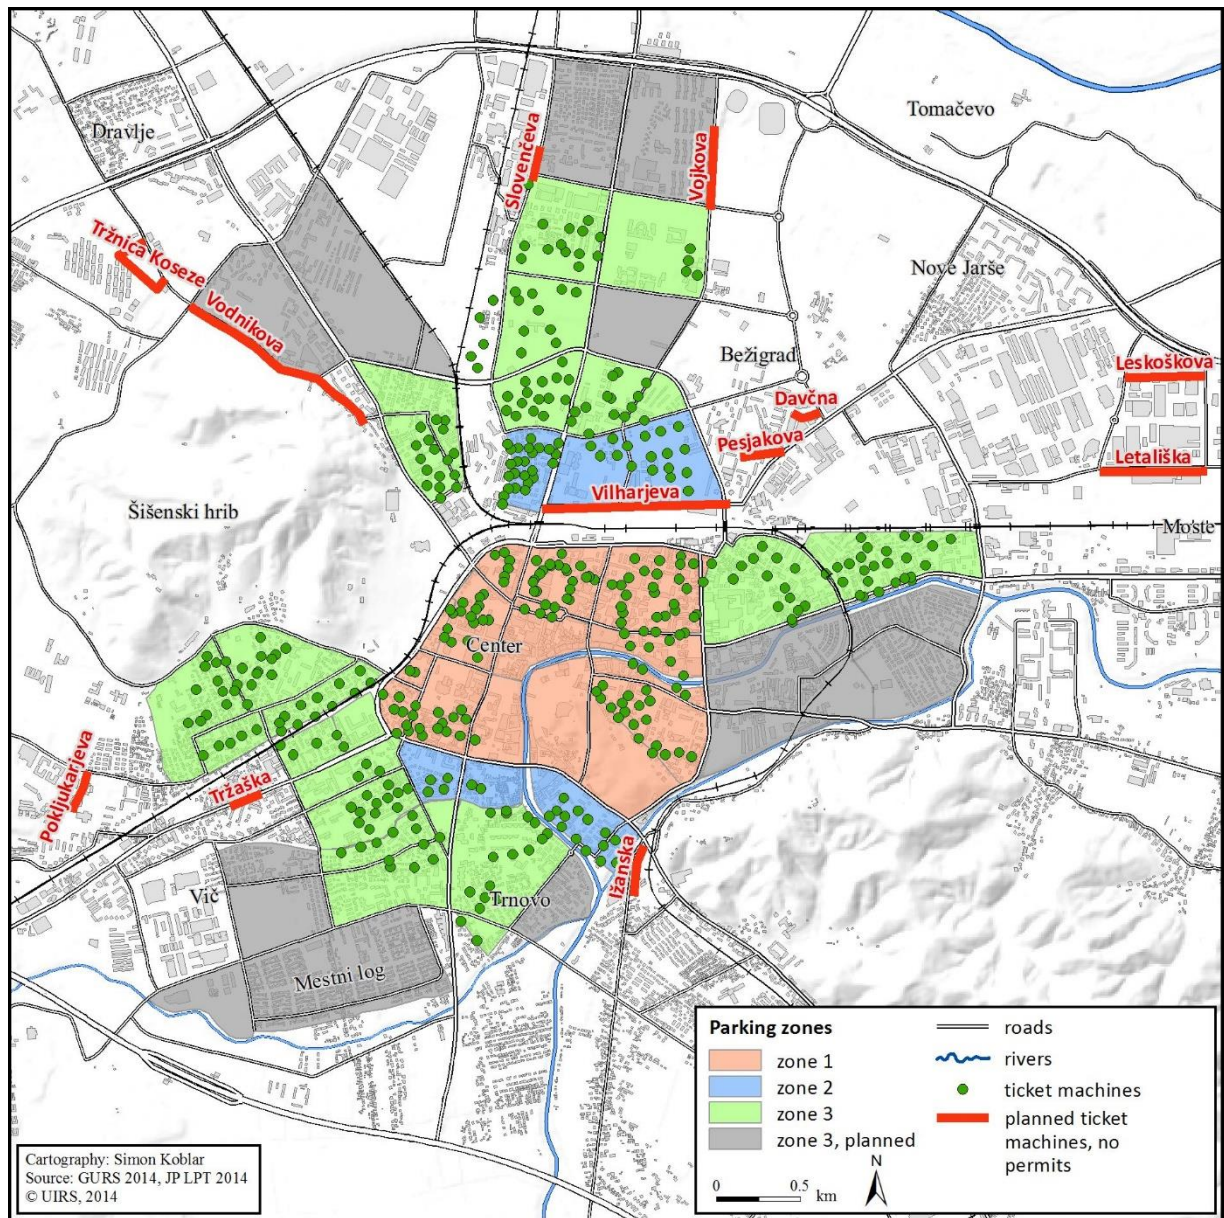 Tomačevo
Dravlje
Slovenčeva
Vojkova
Tržnica Koseze
Nove Jarše
Vodnikova
Bežigrad
Leskoškova
Davčna
Pesjakova
Letališka
Vilharjeva
Šišenski hrib
Moste
Center
Pokljukarjeva
Tržaška
Ižanska
Vič
Trnovo
Mestni log
Parking zones
zone 1
zone 2
zone 3
zone 3, planned
roads
rivers
ticket machines
planned ticket
machines, no
permits
N
0 0.5
km
Cartography: Simon Koblar
Source: GURS 2014, JP LPT 2014
© UIRS, 2014